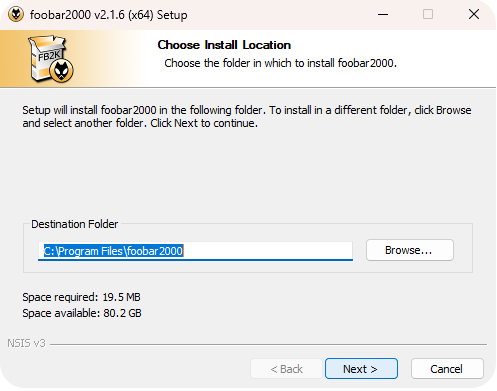 foobar2000 v2.1.6 (x64) Setup
FB2K
Choose Install Location
Choose the folder in which to install foobar2000.
Setup will install foobar2000 in the following folder. To install in a different folder, click Browse
and select another folder. Click Next to continue.
Destination Folder
C:\Program Files\foobar2000
Browse...
Space required: 19.5 MB
Space available: 80.2 GB
NSIS v3
< Back
Next >
Cancel